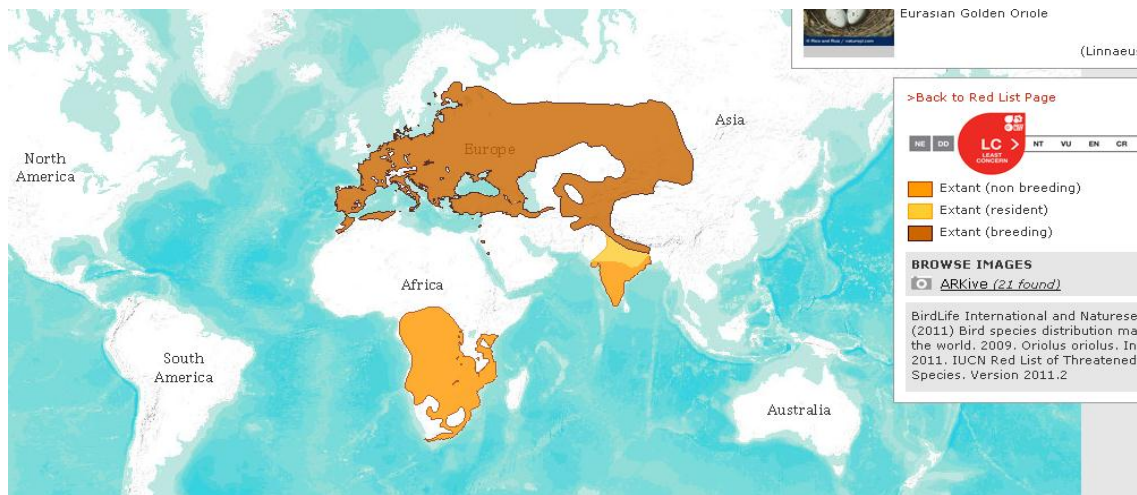 Eurasian Golden Oriole
(Linnaeus
>Back to Red List Page
NE DD LC > NT VU EN CR
LEAST
CONCERN
Extant (non breeding)
Extant (resident)
Extant (breeding)
BROWSE IMAGES
ARKive (21 found)
BirdLife International and Naturese
(2011) Bird species distribution ma
the world. 2009. Oriolus oriolus. In
2011. IUCN Red List of Threatened
Species. Version 2011.2
North
America
Europe
Asia
Africa
South
America
Australia